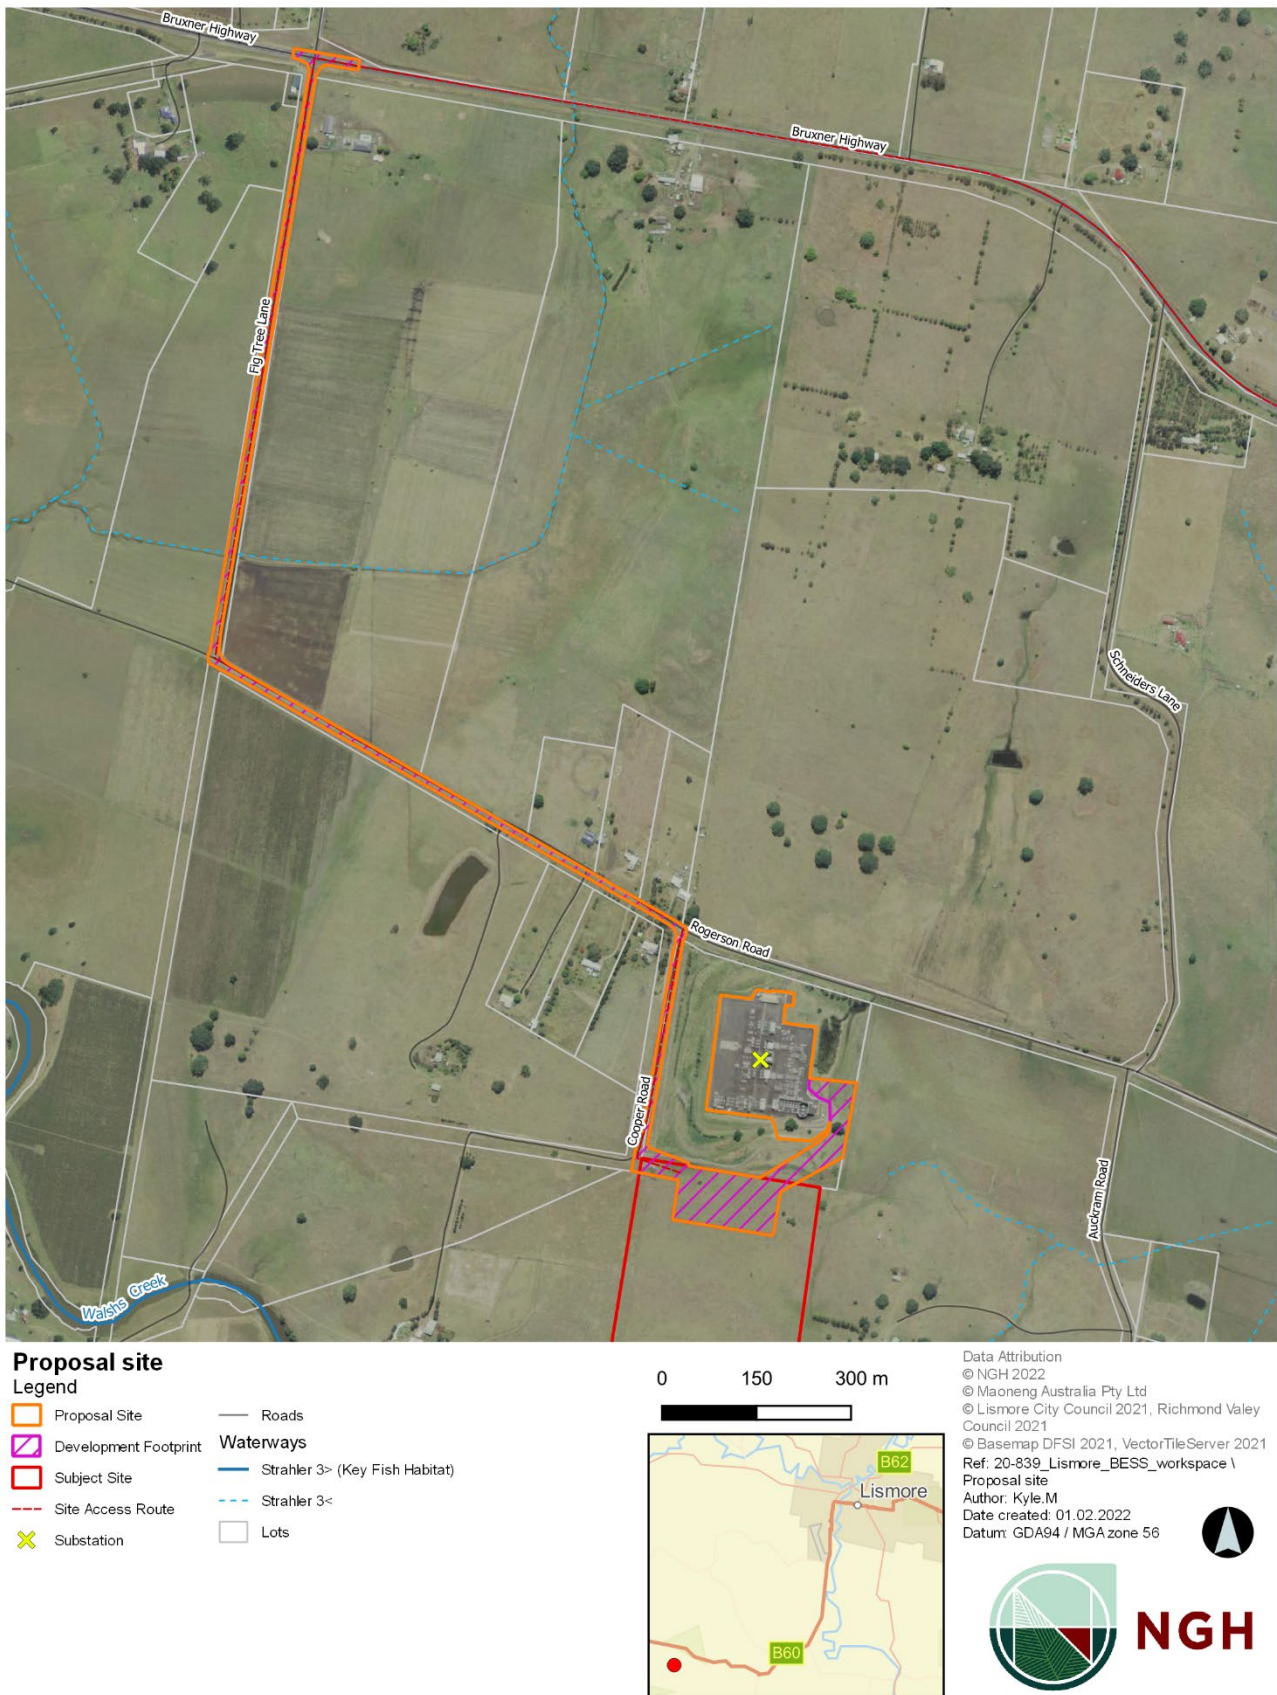 Bruxner Highway
Bruxner Highway
Fig Tree Lane
Schneiders Lane
Rogerson Road
Cooper Road
Auckram Road
Walshs Creek
Proposal site
Legend
Proposal Site
Development Footprint
Subject Site
Site Access Route
Substation
Roads
Waterways
Strahler 3> (Key Fish Habitat)
Strahler 3<
Lots
0 150 300 m
B62
Lismore
B60
Data Attribution
© NGH 2022
© Maoneng Australia Pty Ltd
© Lismore City Council 2021, Richmond Valey
Council 2021
© Basemap DFSI 2021, VectorTileServer 2021
Ref: 20-839_Lismore_BESS_workspace \
Proposal site
Author: Kyle.M
Date created: 01.02.2022
Datum: GDA94 / MGA zone 56
NGH